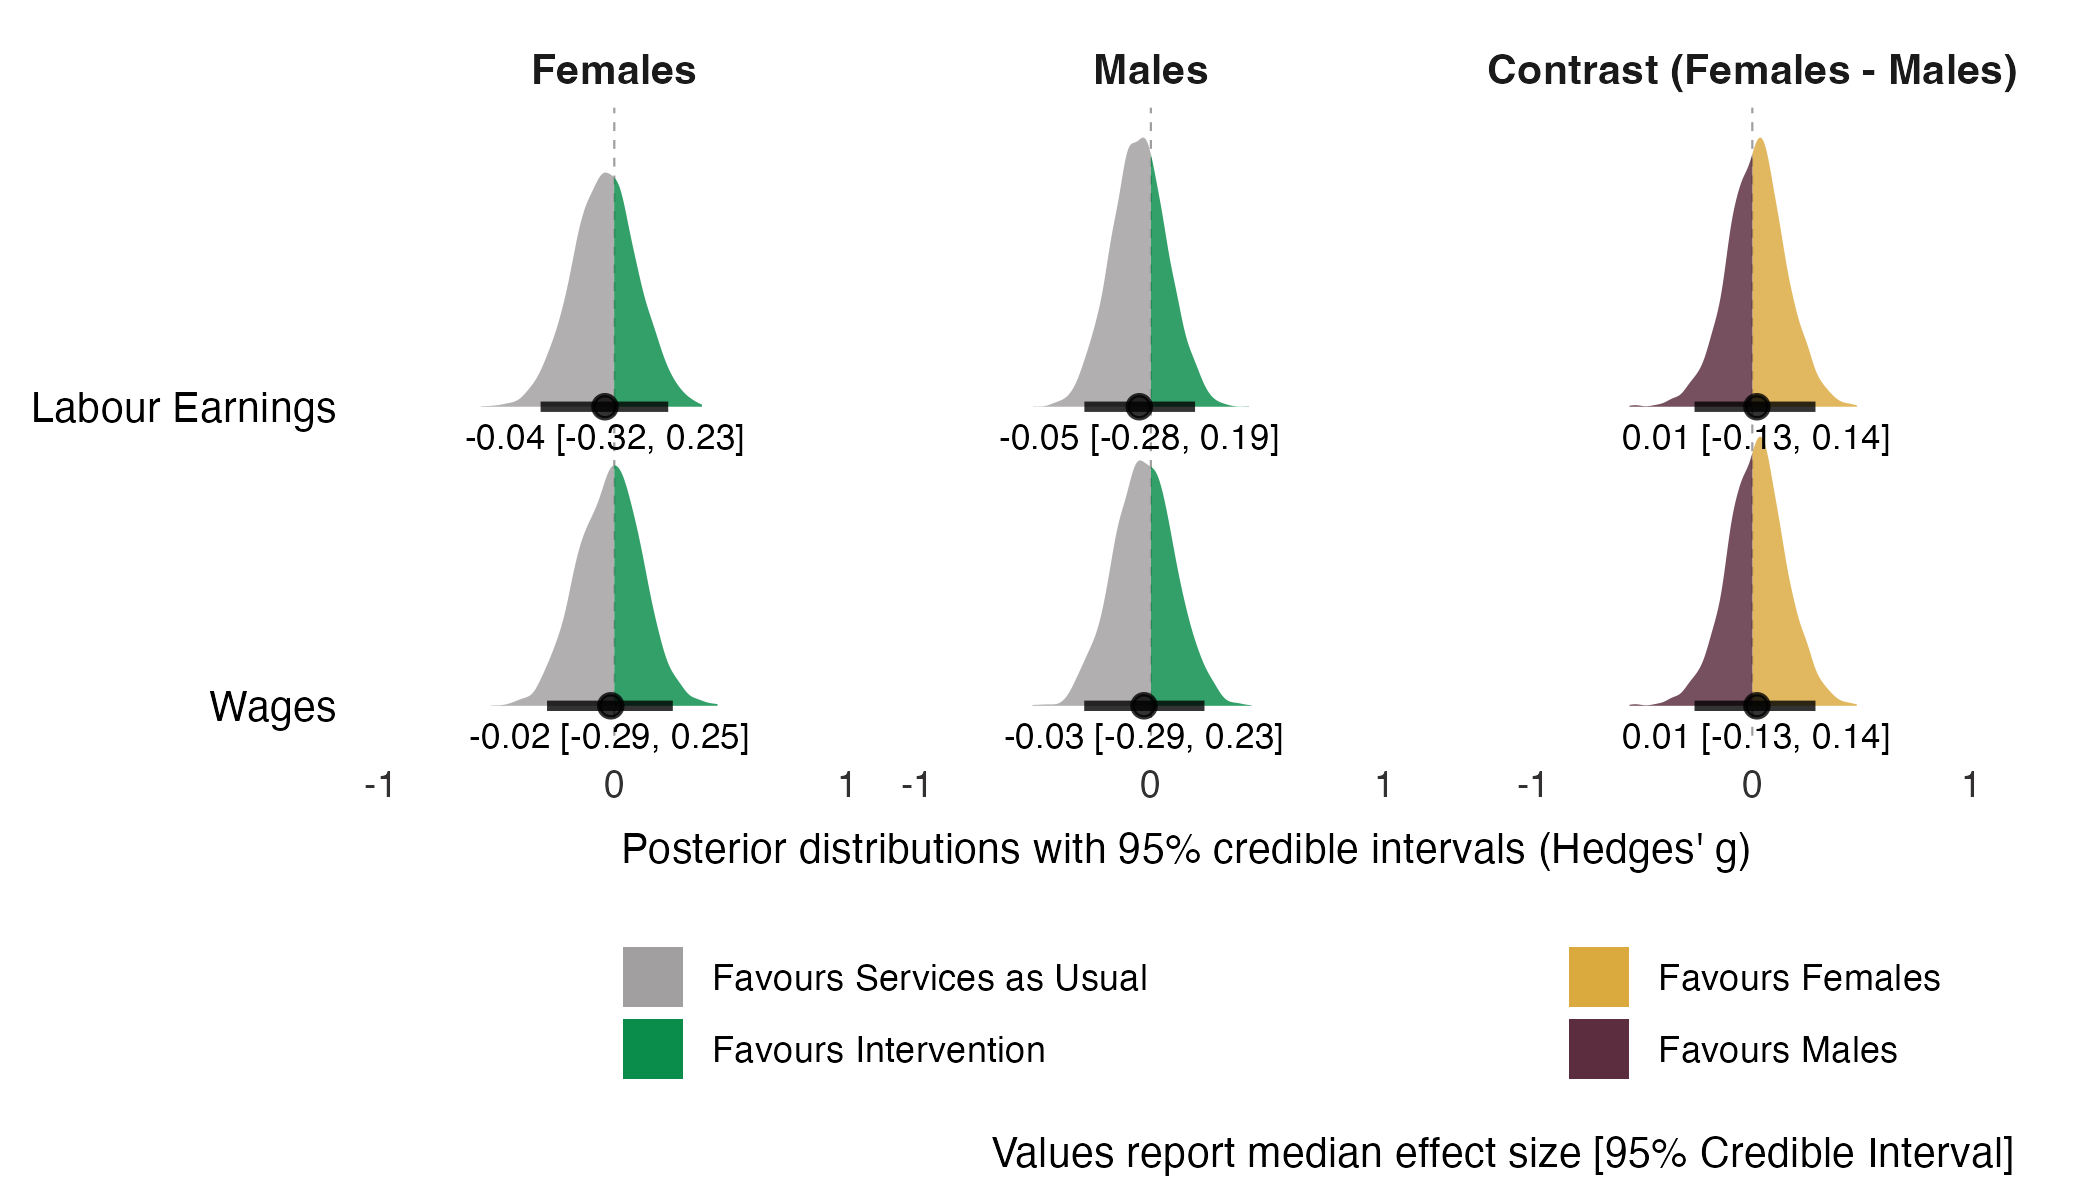 Females Males Contrast (Females - Males)
Labour Earnings
-0.04 [-0.32, 0.23] -0.05 [-0.28, 0.19] 0.01 [-0.13, 0.14]
Wages
-0.02 [-0.29, 0.25] -0.03 [-0.29, 0.23] 0.01 [-0.13, 0.14]
-1 0 1 -1 0 1 -1 0 1
Posterior distributions with 95% credible intervals (Hedges' g)
Favours Services as Usual Favours Females
Favours Intervention Favours Males
Values report median effect size [95% Credible Interval]